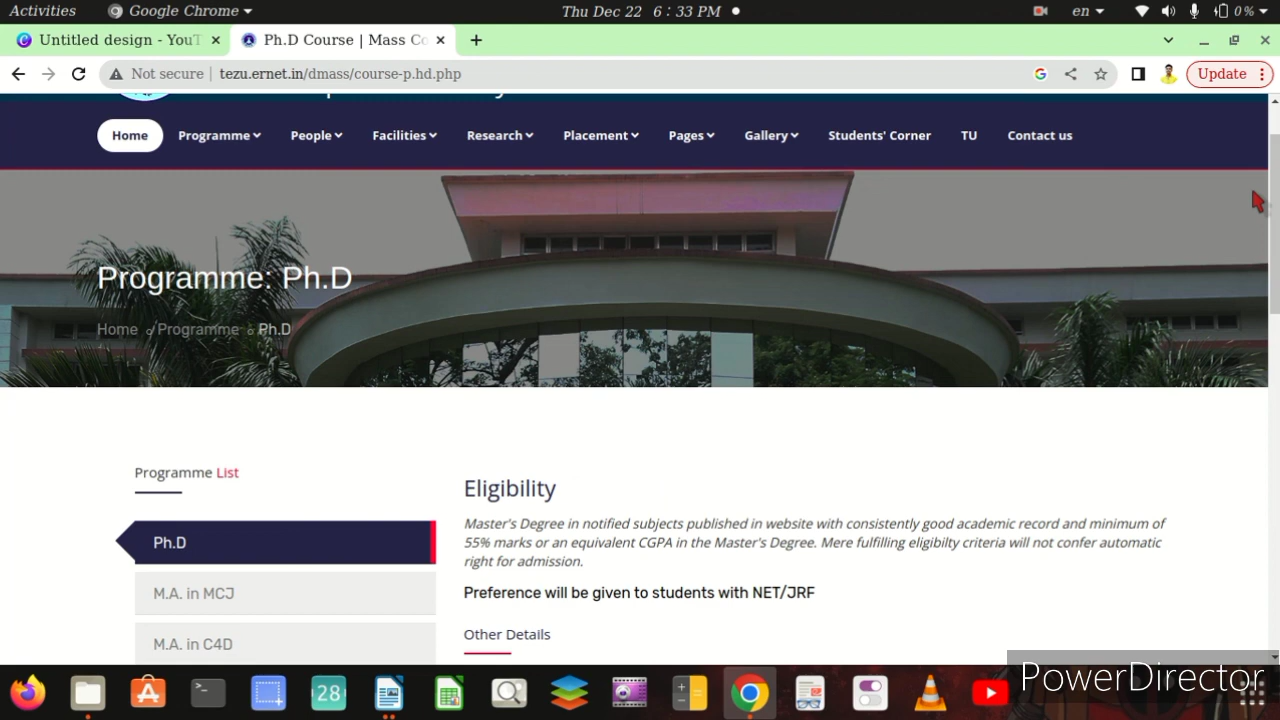 Activities Google Chrome Thu Dec 22 6 : 33 PM en 0 %
Untitled design - YouT Ph.D Course | Mass Co
Not secure tezu.ernet.in/dmass/course-p.hd.php Update
Home Programme People Facilities Research Placement Pages Gallery Students' Corner TU Contact us
Programme: Ph.D
Home Programme Ph.D
Programme List
Eligibility
Master's Degree in notified subjects published in website with consistently good academic record and minimum of
55% marks or an equivalent CGPA in the Master's Degree. Mere fulfilling eligibilty criteria will not confer automatic
right for admission.
Ph.D
Preference will be given to students with NET/JRF
M.A. in MCJ
Other Details
M.A. in C4D
28
PowerDirector